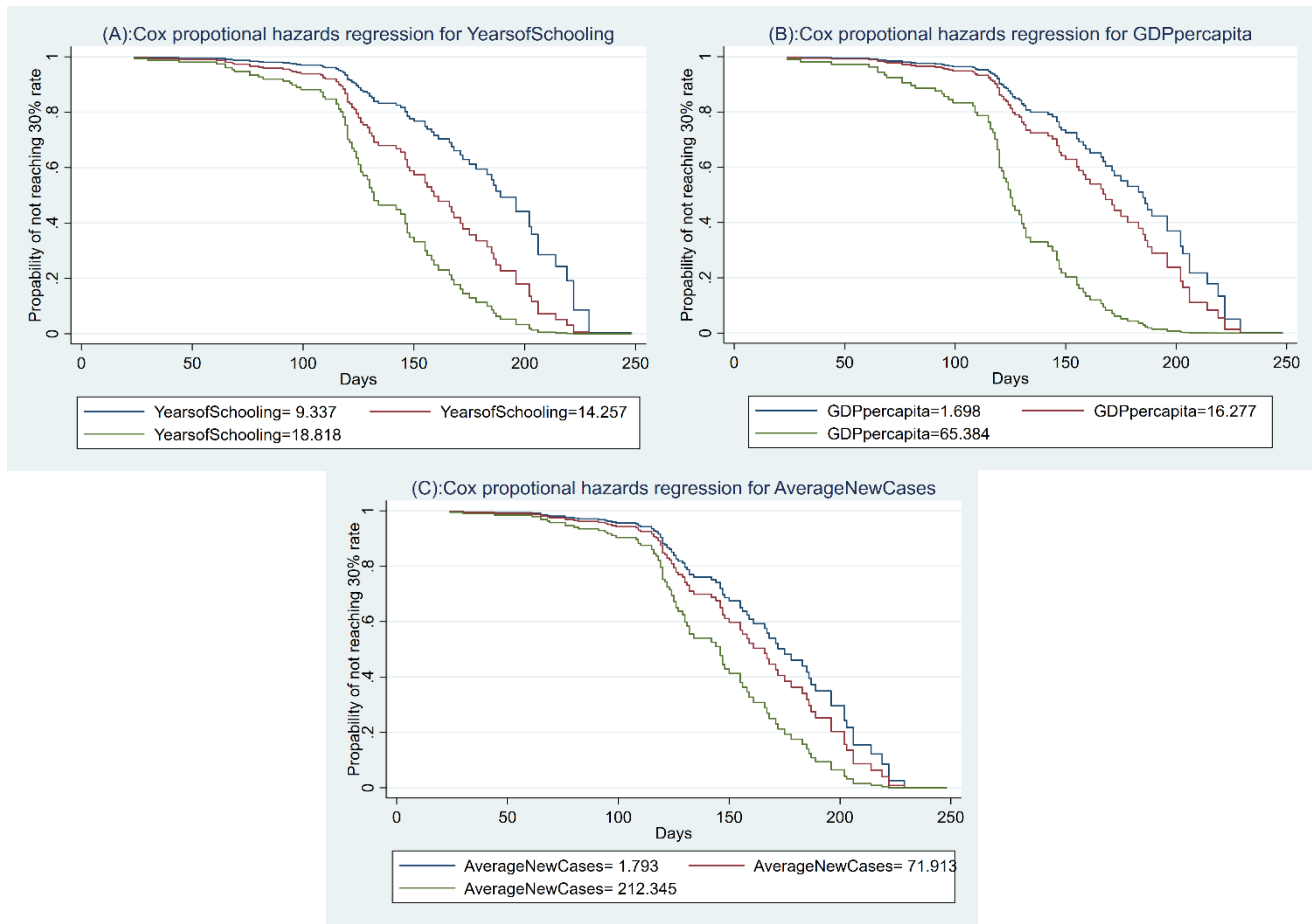 (A):Cox propotional hazards regression for YearsofSchooling
Propability of not reaching 30% rate
1
.8
.6
.4
.2
0
0 50 100 150 200 250
Days
YearsofSchooling= 9.337 YearsofSchooling=14.257
YearsofSchooling=18.818
(B):Cox propotional hazards regression for GDPpercapita
Propability of not reaching 30% rate
1
.8
.6
.4
.2
0
0 50 100 150 200 250
Days
GDPpercapita=1.698 GDPpercapita=16.277
GDPpercapita=65.384
(C):Cox propotional hazards regression for AverageNewCases
Propability of not reaching 30% rate
1
.8
.6
.4
.2
0
0 50 100 150 200 250
Days
AverageNewCases= 1.793 AverageNewCases= 71.913
AverageNewCases= 212.345